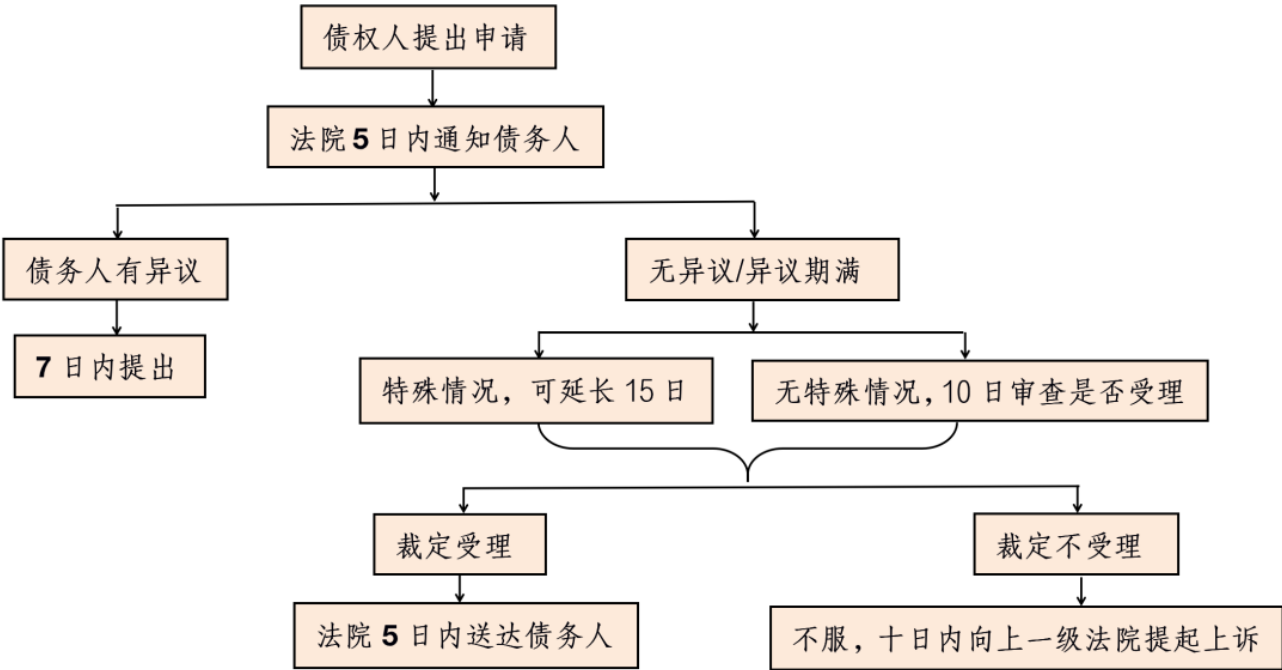 债权人提出申请
法院5日内通知债务人
债务人有异议
无异议/异议期满
7日内提出
特殊情况，可延长15日
无特殊情况，10日审查是否受理
裁定受理
裁定不受理
法院5日内送达债务人
不服，十日内向上一级法院提起上诉